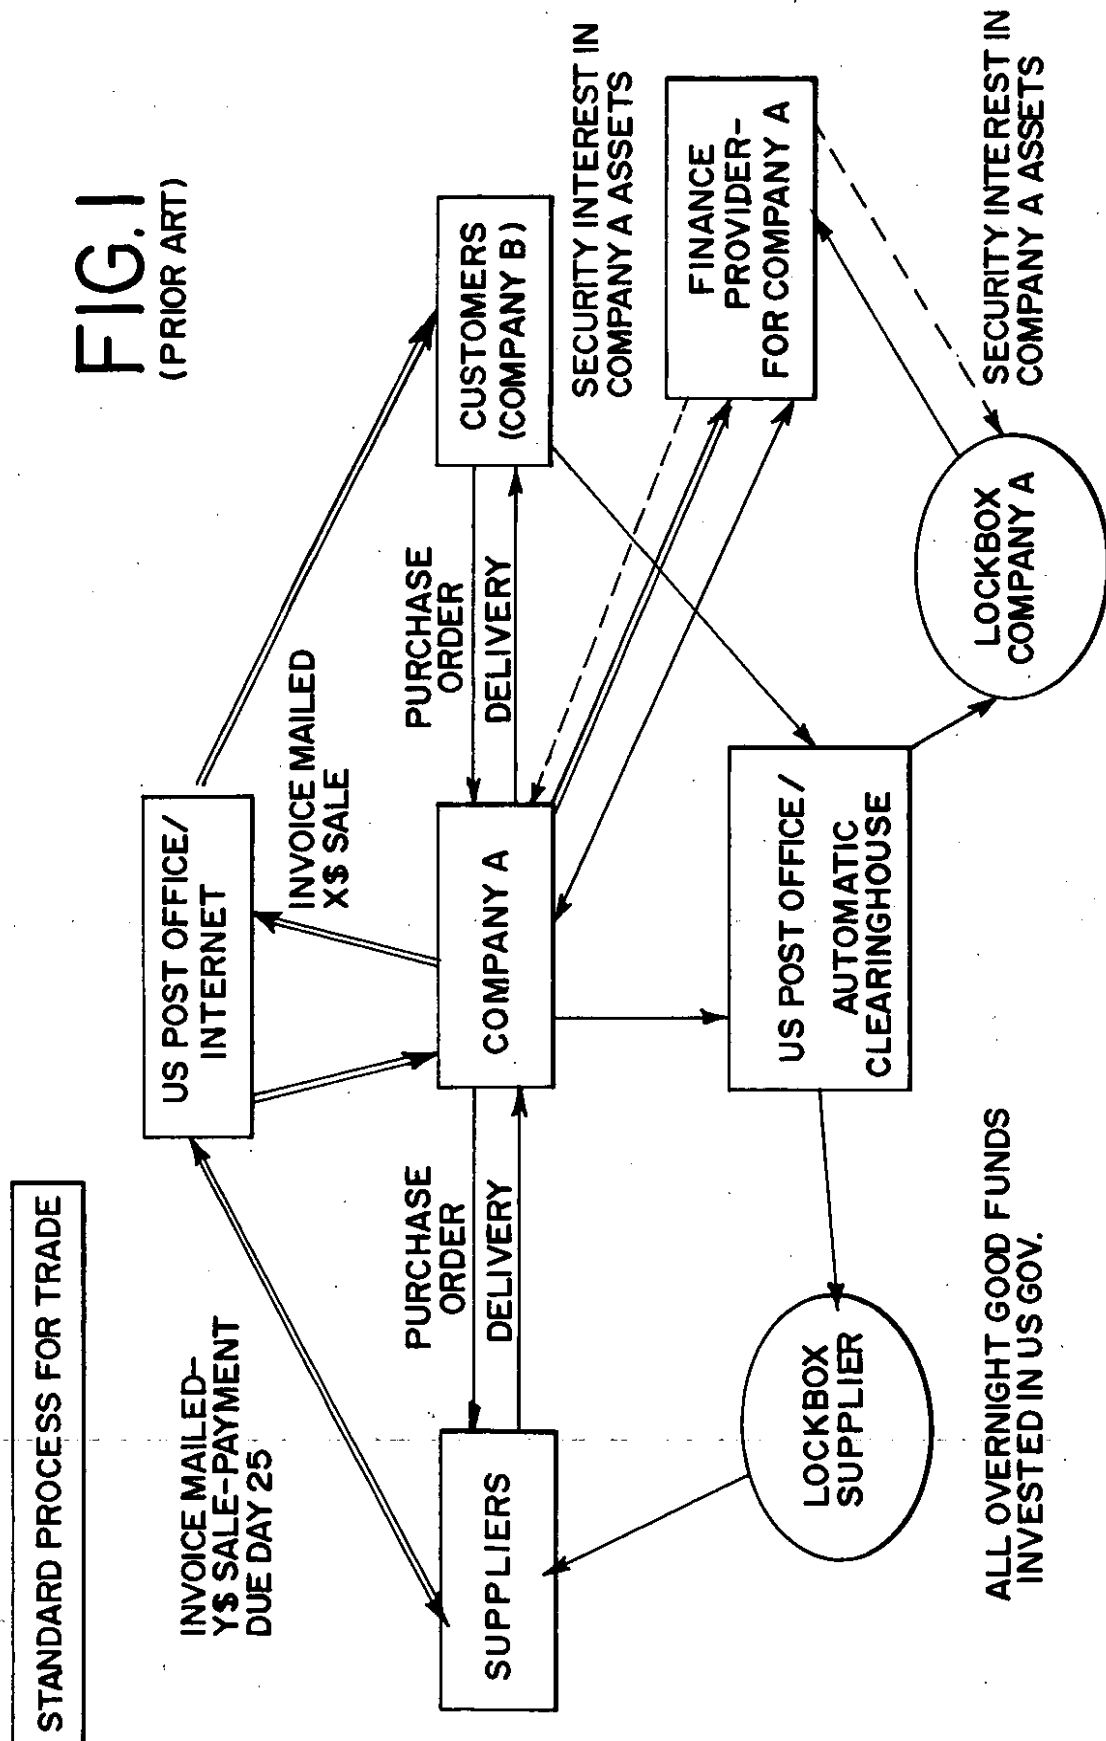 STANDARD PROCESS FOR TRADE
FIG. 1
(PRIOR ART)
INVOICE MAILED-
Y$ SALE-PAYMENT
DUE DAY 25
US POST OFFICE/
INTERNET
INVOICE MAILED
X$ SALE
SUPPLIERS
PURCHASE
ORDER
DELIVERY
COMPANY A
PURCHASE
ORDER
DELIVERY
CUSTOMERS
(COMPANY B)
SECURITY INTEREST IN
COMPANY A ASSETS
FINANCE
PROVIDER-
FOR COMPANY A
LOCKBOX
SUPPLIER
US POST OFFICE/
AUTOMATIC
CLEARINGHOUSE
LOCKBOX
COMPANY A
SECURITY INTEREST IN
COMPANY A ASSETS
ALL OVERNIGHT GOOD FUNDS
INVESTED IN US GOV.